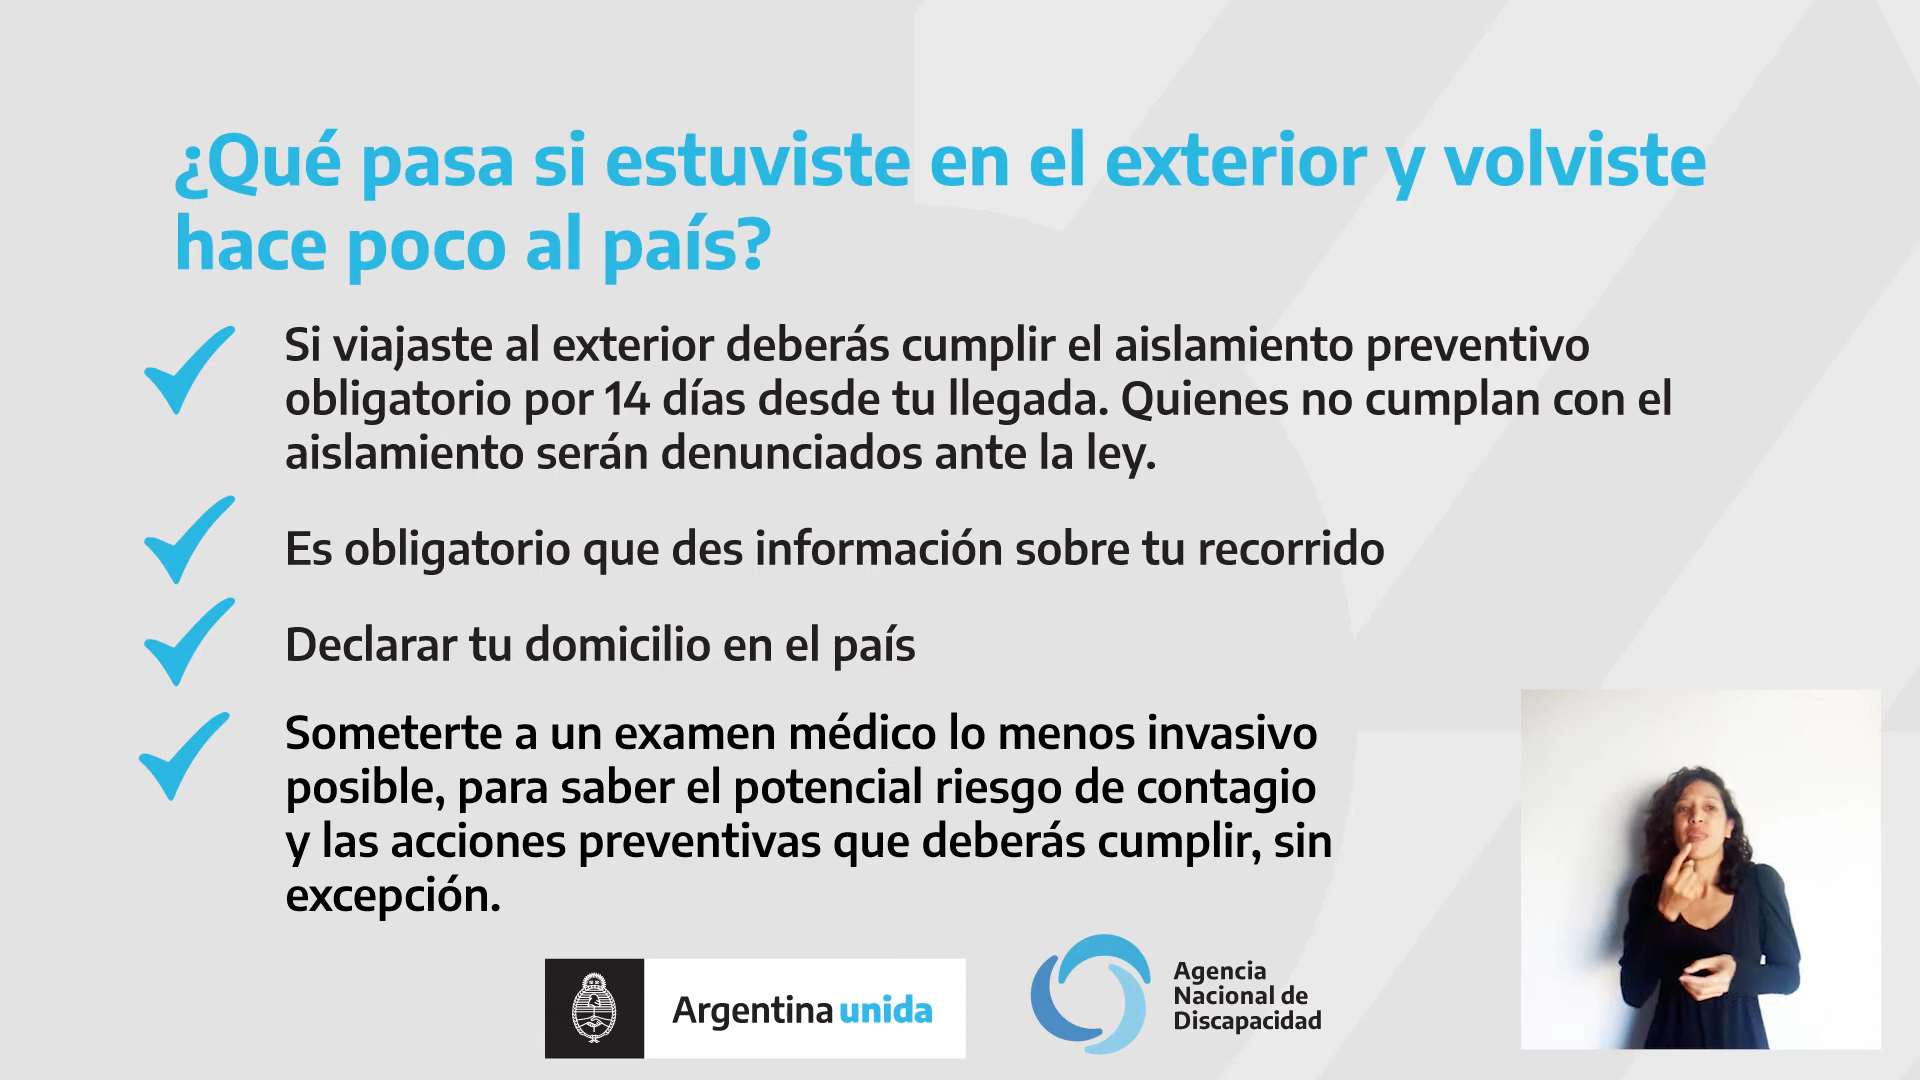 ¿Qué pasa si estuviste en el exterior y volviste
hace poco al país?
Si viajaste al exterior deberás cumplir el aislamiento preventivo
obligatorio por 14 días desde tu llegada. Quienes no cumplan con el
aislamiento serán denunciados ante la ley.
Es obligatorio que des información sobre tu recorrido
Declarar tu domicilio en el país
Someterte a un examen médico lo menos invasivo
posible, para saber el potencial riesgo de contagio
y las acciones preventivas que deberás cumplir, sin
excepción.
Argentina unida
Agencia
Nacional de
Discapacidad